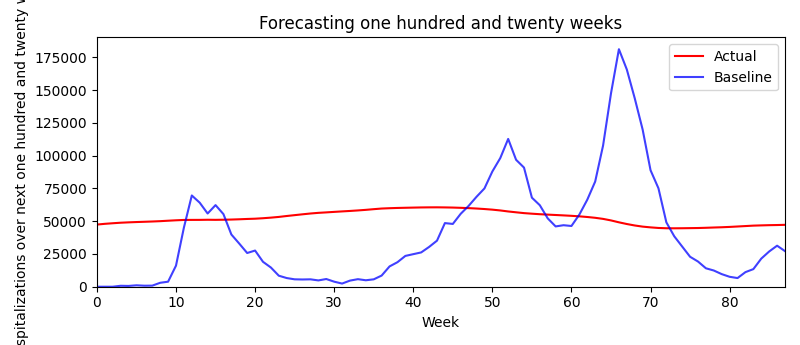 Forecasting one hundred and twenty weeks
spitalizations over next one hundred and twenty
175000
150000
125000
100000
75000
50000
25000
0
Actual
Baseline
0 10 20 30 40 50 60 70 80
Week